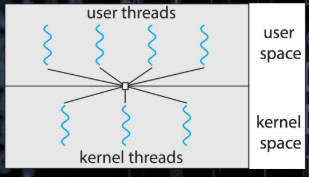 user threads
user
space
kernel
space
kernel threads